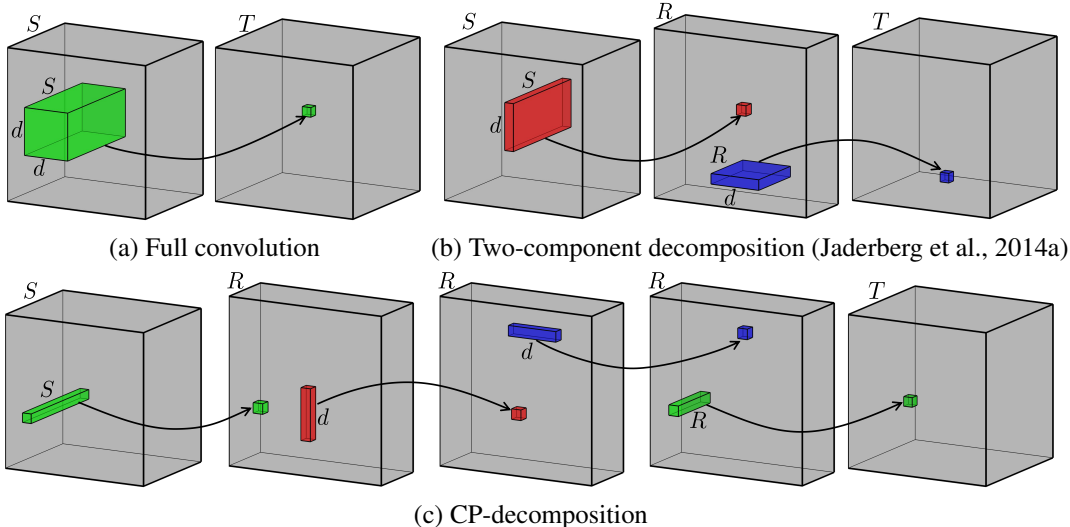 S T S R T
S d d
S d R d
(a) Full convolution (b) Two-component decomposition (Jaderberg et al., 2014a)
S R R R T
S d d R
(c) CP-decomposition